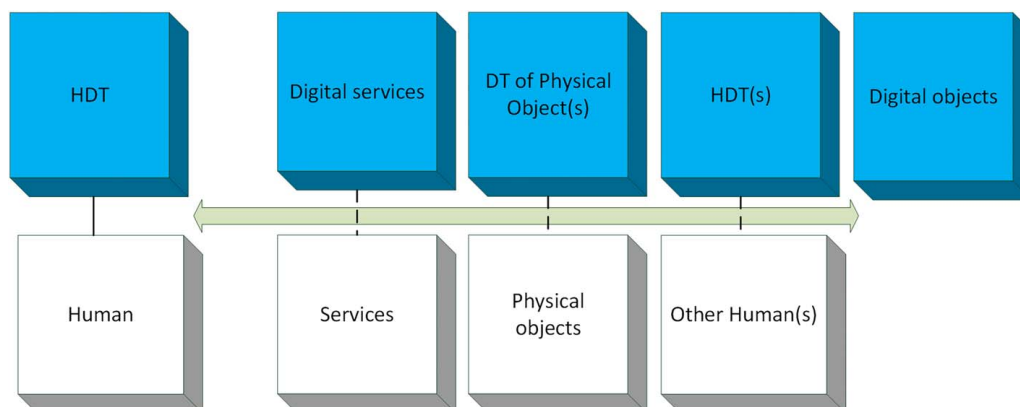 HDT
Digital services
DT of Physical
Object(s)
HDT(s)
Digital objects
Human
Services
Physical
objects
Other Human(s)